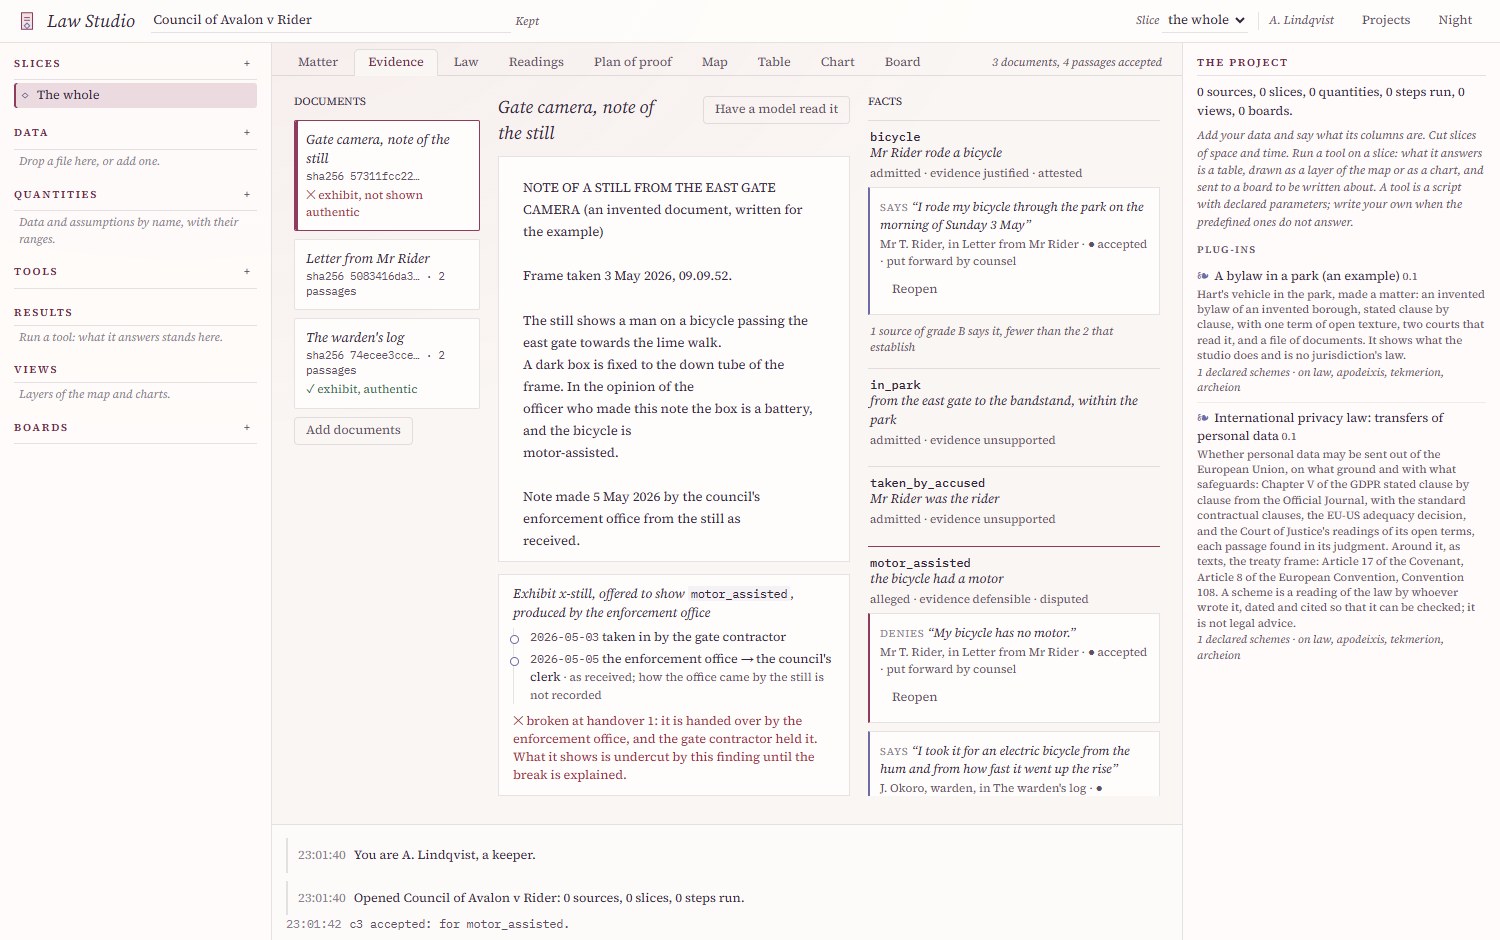 Law Studio
Council of Avalon v Rider
Kept
Slice the whole
A. Lindqvist
Projects
Night
SLICES +
The whole
DATA +
Drop a file here, or add one.
QUANTITIES +
Data and assumptions by name, with their
ranges.
TOOLS +
RESULTS
Run a tool: what it answers stands here.
VIEWS
Layers of the map and charts.
BOARDS +
Matter
Evidence
Law
Readings
Plan of proof
Map
Table
Chart
Board
3 documents, 4 passages accepted
DOCUMENTS
Gate camera, note of the
still
sha256 57311fcc22…
✕ exhibit, not shown
authentic
Letter from Mr Rider
sha256 5083416da3… · 2
passages
The warden's log
sha256 74ecee3cce… · 2
passages
✓ exhibit, authentic
Add documents
Gate camera, note of
the still
Have a model read it
NOTE OF A STILL FROM THE EAST GATE
CAMERA (an invented document, written for
the example)
Frame taken 3 May 2026, 09.09.52.
The still shows a man on a bicycle passing the
east gate towards the lime walk.
A dark box is fixed to the down tube of the
frame. In the opinion of the
officer who made this note the box is a battery,
and the bicycle is
motor-assisted.
Note made 5 May 2026 by the council's
enforcement office from the still as
received.
Exhibit x-still, offered to show motor_assisted,
produced by the enforcement office
2026-05-03 taken in by the gate contractor
2026-05-05 the enforcement office → the council's
clerk · as received; how the office came by the still is
not recorded
✕ broken at handover 1: it is handed over by the
enforcement office, and the gate contractor held it.
What it shows is undercut by this finding until the
break is explained.
FACTS
bicycle
Mr Rider rode a bicycle
admitted · evidence justified · attested
SAYS “I rode my bicycle through the park on the
morning of Sunday 3 May”
Mr T. Rider, in Letter from Mr Rider · ● accepted
· put forward by counsel
Reopen
1 source of grade B says it, fewer than the 2 that
establish
in_park
from the east gate to the bandstand, within the
park
admitted · evidence unsupported
taken_by_accused
Mr Rider was the rider
admitted · evidence unsupported
motor_assisted
the bicycle had a motor
alleged · evidence defensible · disputed
DENIES “My bicycle has no motor.”
Mr T. Rider, in Letter from Mr Rider · ● accepted
· put forward by counsel
Reopen
SAYS “I took it for an electric bicycle from the
hum and from how fast it went up the rise”
J. Okoro, warden, in The warden's log · ●
23:01:40 You are A. Lindqvist, a keeper.
23:01:40 Opened Council of Avalon v Rider: 0 sources, 0 slices, 0 steps run.
23:01:42 c3 accepted: for motor_assisted.
THE PROJECT
0 sources, 0 slices, 0 quantities, 0 steps run, 0
views, 0 boards.
Add your data and say what its columns are. Cut slices
of space and time. Run a tool on a slice: what it answers
is a table, drawn as a layer of the map or as a chart, and
sent to a board to be written about. A tool is a script
with declared parameters; write your own when the
predefined ones do not answer.
PLUG-INS
A bylaw in a park (an example) 0.1
Hart's vehicle in the park, made a matter: an invented
bylaw of an invented borough, stated clause by
clause, with one term of open texture, two courts that
read it, and a file of documents. It shows what the
studio does and is no jurisdiction's law.
1 declared schemes · on law, apodeixis, tekmerion,
archeion
International privacy law: transfers of
personal data 0.1
Whether personal data may be sent out of the
European Union, on what ground and with what
safeguards: Chapter V of the GDPR stated clause by
clause from the Official Journal, with the standard
contractual clauses, the EU-US adequacy decision,
and the Court of Justice's readings of its open terms,
each passage found in its judgment. Around it, as
texts, the treaty frame: Article 17 of the Covenant,
Article 8 of the European Convention, Convention
108. A scheme is a reading of the law by whoever
wrote it, dated and cited so that it can be checked; it
is not legal advice.
1 declared schemes · on law, apodeixis, tekmerion,
archeion